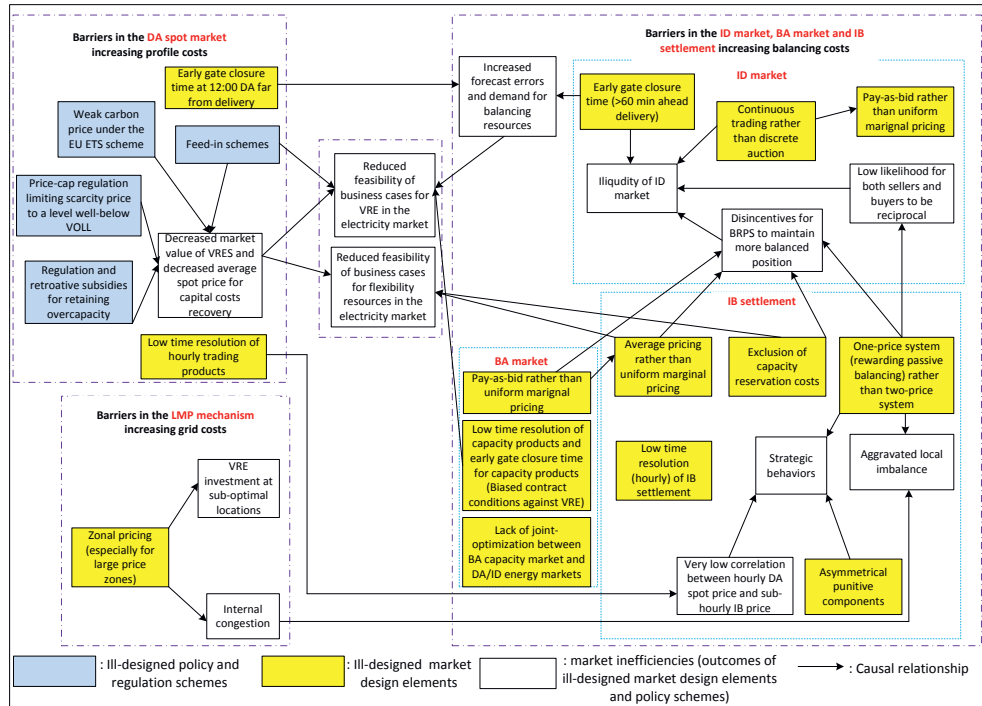 Barriers in the DA spot market
increasing profile costs
Early gate closure
time at 12:00 DA far
from delivery
Weak carbon
price under the
EU ETS scheme
Feed-in schemes
Price-cap regulation
limiting scarcity price
to a level well-below
VOLL
Regulation and
retroative subsidies
for retaining
overcapacity
Decreased market
value of VRES and
decreased average
spot price for
capital costs
recovery
Low time resolution
of hourly trading
products
Reduced
feasibility of
business cases for
VRE in the
electricity market
Reduced feasibility
of business cases
for flexibility
resources in the
electricity market
Barriers in the LMP mechanism
increasing grid costs
VRE
investment at
sub-optimal
locations
Zonal pricing
(especially for
large price
zones)
Internal
congestion
Barriers in the ID market, BA market and IB
settlement increasing balancing costs
Increased
forecast errors
and demand for
balancing
resources
ID market
Early gate closure
time (>60 min ahead
delivery)
Continuous
trading rather
than discrete
auction
Pay-as-bid rather
than uniform
marignal pricing
Iliqudity of ID
market
Low likelihood for
both sellers and
buyers to be
reciprocal
Disincentives for
BRPS to maintain
more balanced
position
IB settlement
Average pricing
rather than
uniform marginal
pricing
Exclusion of
capacity
reservation costs
One-price system
(rewarding passive
balancing) rather
than two-price
system
BA market
Pay-as-bid rather than
uniform marignal pricing
Low time resolution of
capacity products and
early gate closure time
for capacity products
(Biased contract
conditions against VRE)
Lack of joint-
optimization between
BA capacity market and
DA/ID energy markets
Low time
resolution
(hourly) of IB
settlement
Strategic
behaviors
Aggravated local
imbalance
Very low correlation
between hourly DA
spot price and sub-
hourly IB price
Asymmetrical
punitive
components
: Ill-designed policy and
regulation schemes
: Ill-designed market
design elements
: market inefficiencies (outcomes of
ill-designed market design elements
and policy schemes)
: Causal relationship